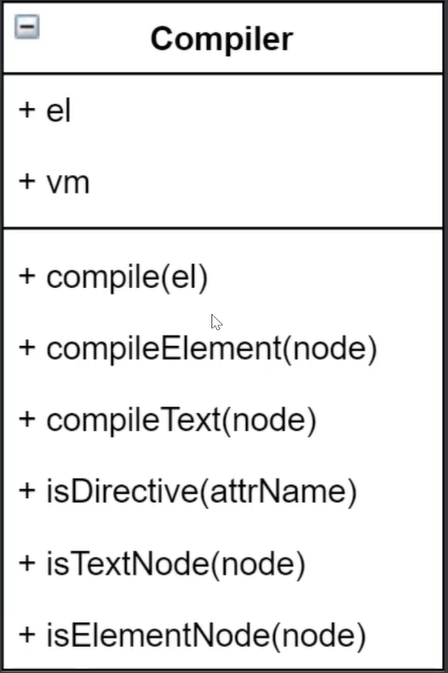 Compiler
+ el
+ vm
+ compile(el)
+ compileElement(node)
+ compileText(node)
+ isDirective(attrName)
+ isTextNode(node)
+ isElementNode(node)